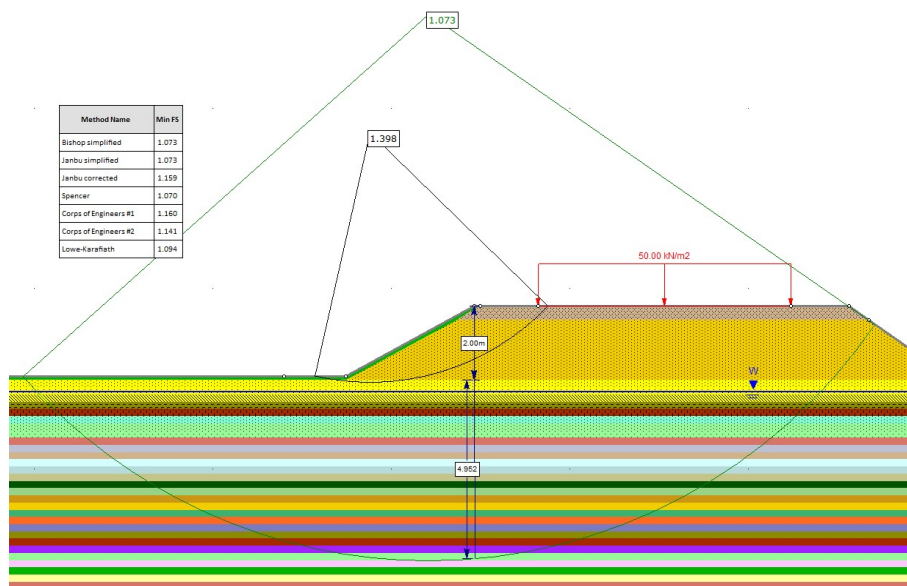 1.073
Method Name Min FS
Bishop simplified 1.073
Janbu simplified 1.073
Janbu corrected 1.159
Spencer 1.070
Corps of Engineers #1 1.160
Corps of Engineers #2 1.141
Lowe-Karafiath 1.094
1.398
50.00 kN/m2
2.00m
W
4.952